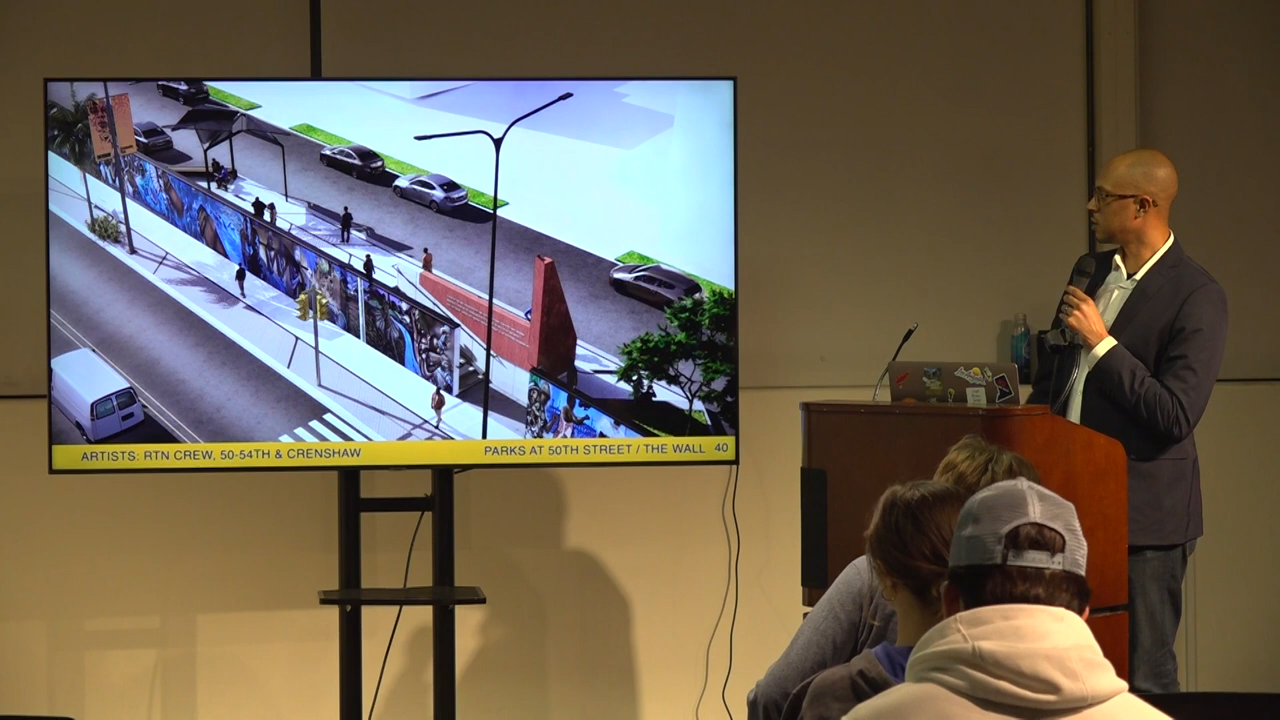 ARTISTS: RTN CREW, 50-54TH & CRENSHAW
PARKS AT 50TH STREET / THE WALL 40